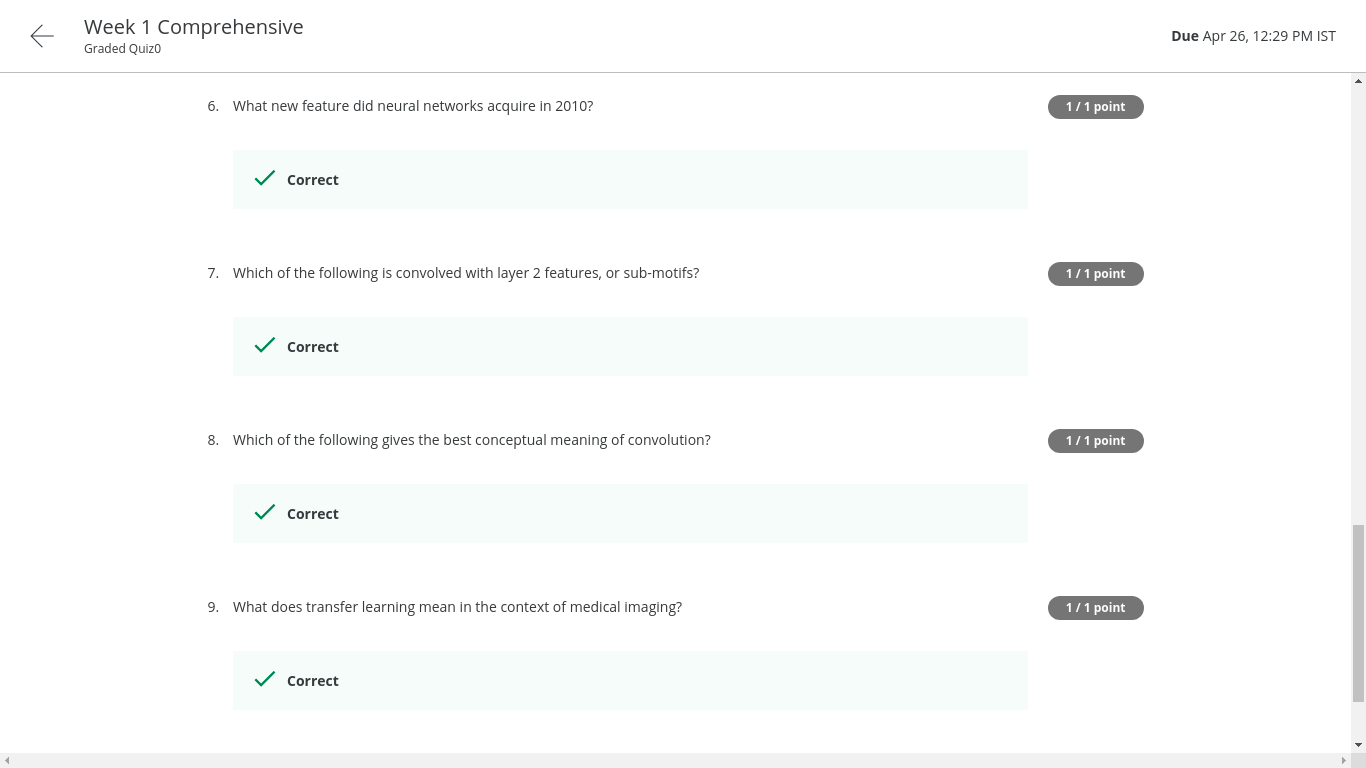 Week 1 Comprehensive
Graded Quiz0
Due Apr 26, 12:29 PM IST
6. What new feature did neural networks acquire in 2010?
1 / 1 point
Correct
7. Which of the following is convolved with layer 2 features, or sub-motifs?
1 / 1 point
Correct
8. Which of the following gives the best conceptual meaning of convolution?
1 / 1 point
Correct
9. What does transfer learning mean in the context of medical imaging?
1 / 1 point
Correct